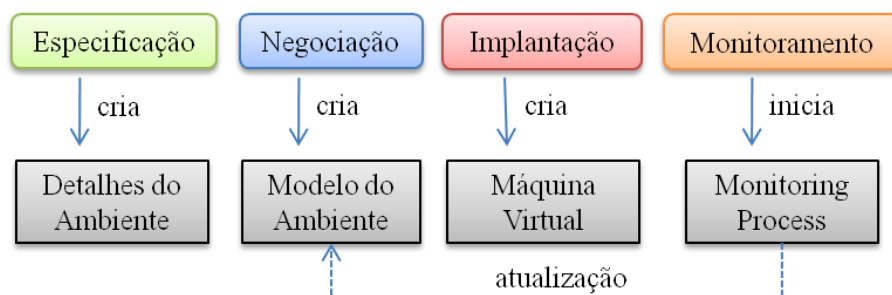 Especificação
Negociação
Implantação
Monitoramento
cria
cria
cria
inicia
Detalhes do
Ambiente
Modelo do
Ambiente
Máquina
Virtual
Monitoring
Process
atualização